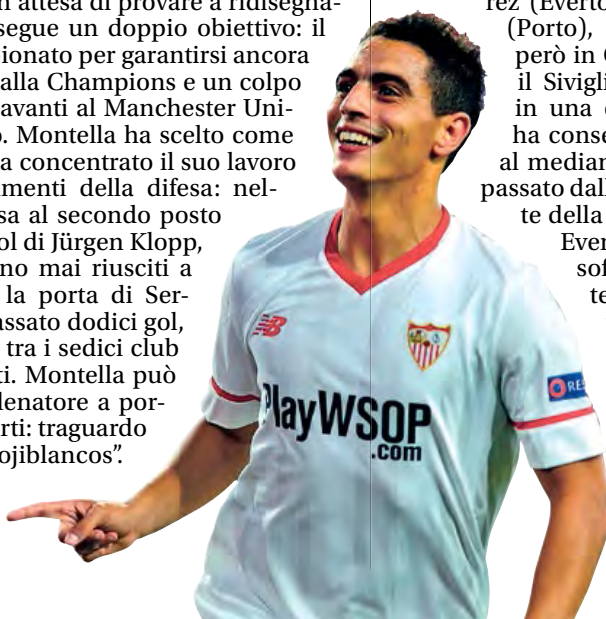 n attesa di provare a ridisegna-
segue un doppio obiettivo: il
pionato per garantirsi ancora
alla Champions e un colpo
avanti al Manchester Uni-
o. Montella ha scelto come
a concentrato il suo lavoro
menti della difesa: nel-
sa al secondo posto
ol di Jürgen Klopp,
no mai riusciti a
la porta di Ser-
assato dodici gol,
tra i sedici club
ti. Montella può
lenatore a por-
rti: traguardo
ojiblancos”.
rez (Everto
(Porto),
però in C
il Sivigli
in una
ha conse
al median
passato dall
te della
Ever
sof
te
PlayWSOP
.com
RES